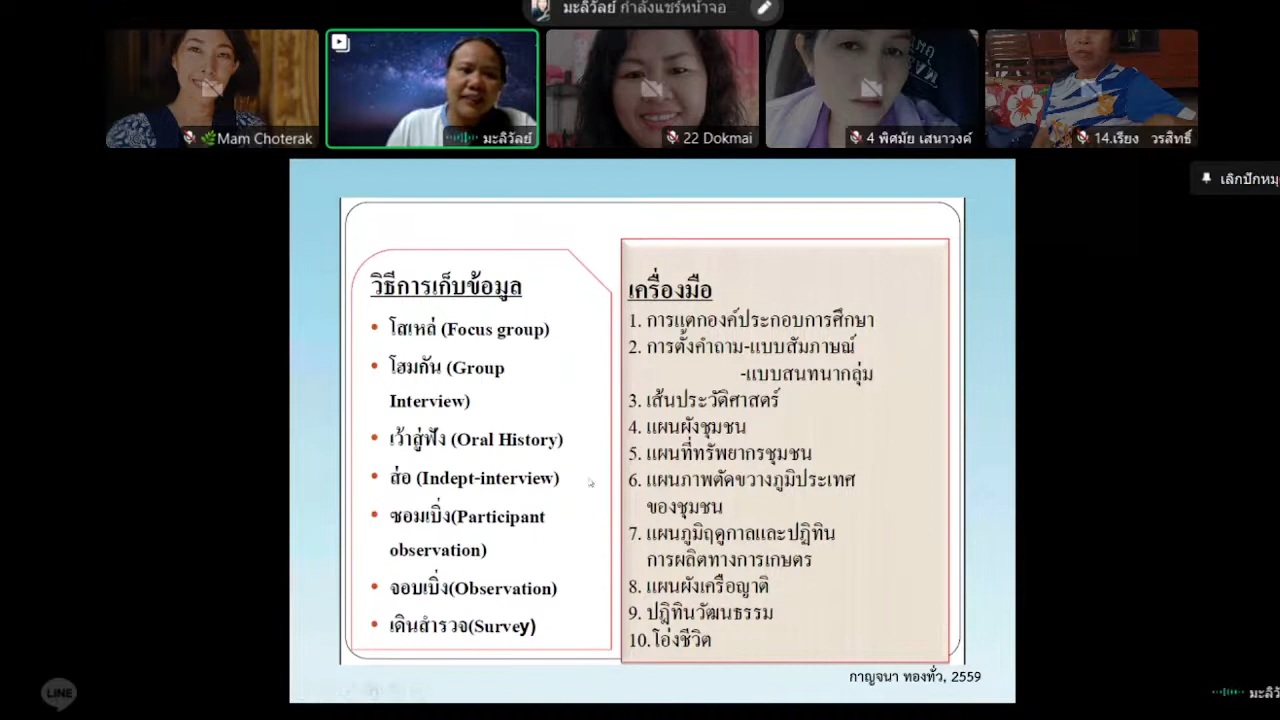 มะลิวัลย์ กำลังแชร์หน้าจอ
Mam Choterak
มะลิวัลย์
22 Dokmai
4 พิศมัย เสนาวงค์
14.เรียง วรสิทธิ์
เลิกปักหมุ
วิธีการเก็บข้อมูล
โสเหล่ (Focus group)
โฮมกัน (Group
Interview)
เว้าสู่ฟัง (Oral History)
ส่อ (Indept-interview)
ซอมเบิ่ง(Participant
observation)
จอบเบิ่ง(Observation)
เดินสำรวจ(Survey)
เครื่องมือ
1. การแตกองค์ประกอบการศึกษา
2. การตั้งคำถาม-แบบสัมภาษณ์
-แบบสนทนากลุ่ม
3. เส้นประวัติศาสตร์
4. แผนผังชุมชน
5. แผนที่ทรัพยากรชุมชน
6. แผนภาพตัดขวางภูมิประเทศ
ของชุมชน
7. แผนภูมิฤดูกาลและปฏิทิน
การผลิตทางการเกษตร
8. แผนผังเครือญาติ
9. ปฏิทินวัฒนธรรม
10.โอ่งชีวิต
กาญจนา ทองทั่ว, 2559
LINE